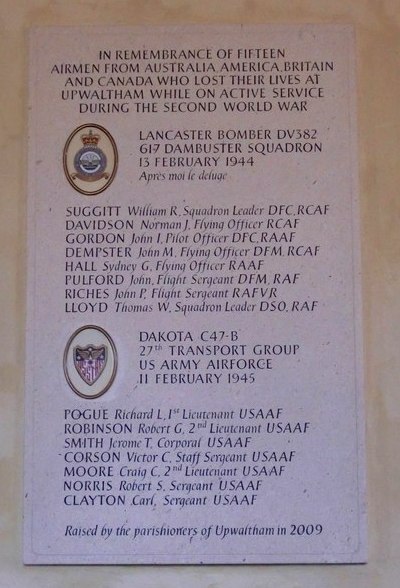 IN REMEMBRANCE OF FIFTEEN
AIRMEN FROM AUSTRALIA, AMERICA, BRITAIN
AND CANADA WHO LOST THEIR LIVES AT
UPWALTHAM WHILE ON ACTIVE SERVICE
DURING THE SECOND WORLD WAR
LANCASTER BOMBER DV382
617 DAMBUSTER SQUADRON
13 FEBRUARY 1944
Après moi le deluge
SUGGITT William R, Squadron Leader DFC, RCAF
DAVIDSON Norman J, Flying Officer RCAF
GORDON John I, Pilot Officer DFC, RAAF
DEMPSTER John M, Flying Officer DFM, RCAF
HALL Sydney G, Flying Officer RAAF
PULFORD John, Flight Sergeant DFM, RAF
RICHES John P, Flight Sergeant RAFVR
LLOYD Thomas W, Squadron Leader DSO, RAF
DAKOTA C47-B
27th TRANSPORT GROUP
US ARMY AIRFORCE
11 FEBRUARY 1945
POGUE Richard L, 1st Lieutenant USAAF
ROBINSON Robert G, 2nd Lieutenant USAAF
SMITH Jerome T, Corporal USAAF
CORSON Victor C, Staff Sergeant USAAF
MOORE Craig C, 2nd Lieutenant USAAF
NORRIS Robert S, Sergeant USAAF
CLAYTON Carl, Sergeant USAAF
Raised by the parishioners of Upwaltham in 2009